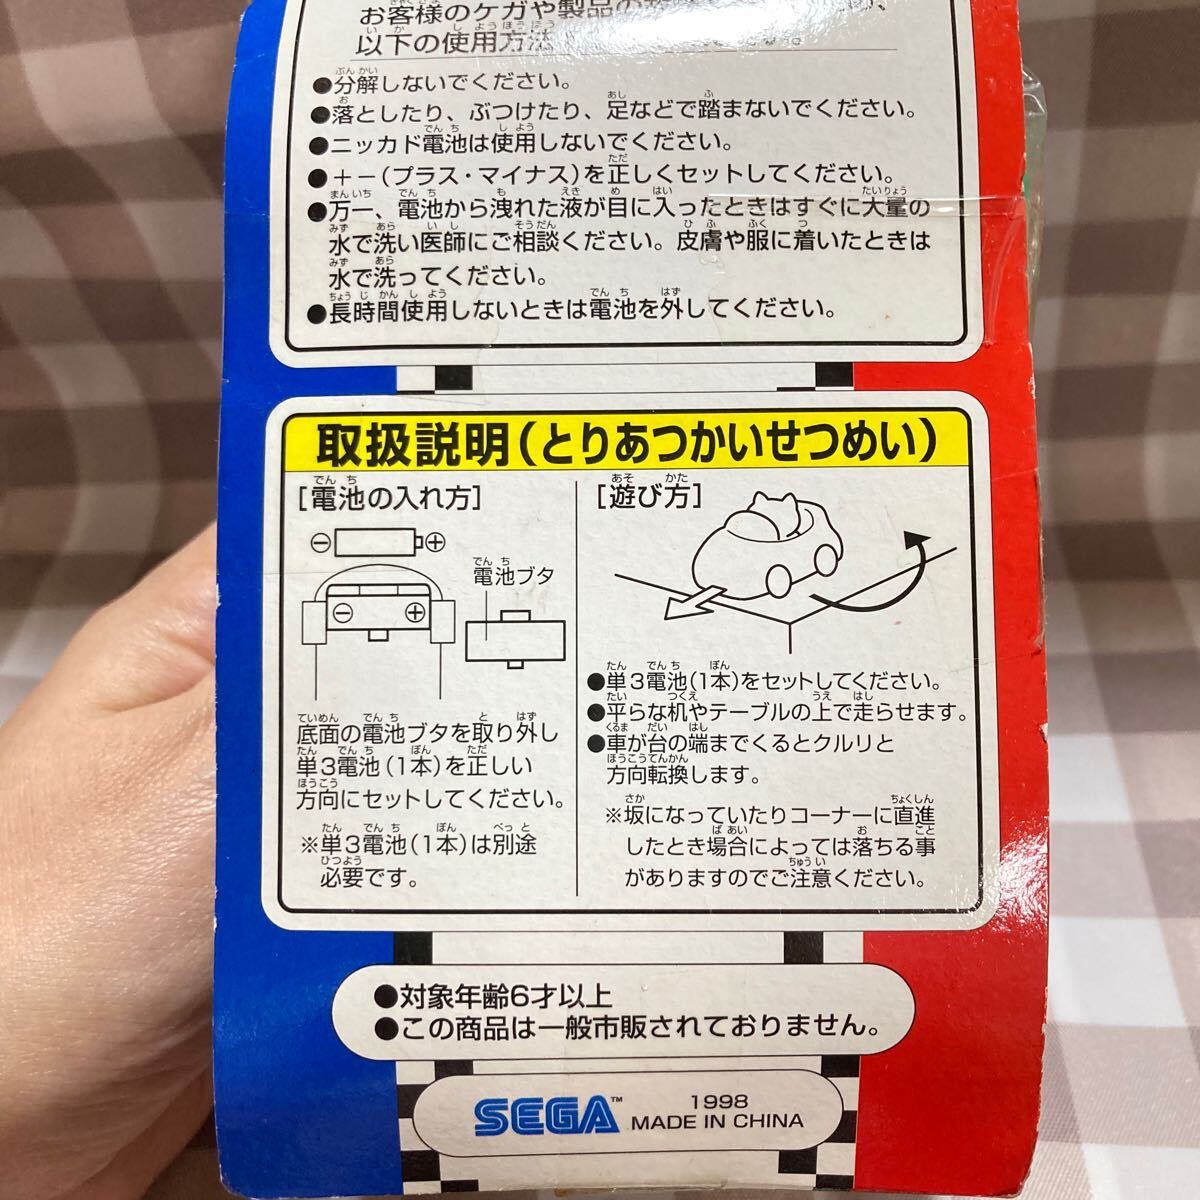 お客様のケガや製品の
以下の使用方法
●分解しないでください。
●落としたり、ぶつけたり、足などで踏まないでください。
●ニッカド電池は使用しないでください。
●+−(プラス・マイナス)を正しくセットしてください。
●万一、電池から洩れた液が目に入ったときはすぐに大量の
水で洗い医師にご相談ください。皮膚や服に着いたときは
水で洗ってください。
●長時間使用しないときは電池を外してください。
取扱説明(とりあつかいせつめい)
[電池の入れ方]
⊖ ⊕
電池ブタ
⊖ ⊕
底面の電池ブタを取り外し
単3電池(1本)を正しい
方向にセットしてください。
※単3電池(1本)は別途
必要です。
[遊び方]
●単3電池(1本)をセットしてください。
●平らな机やテーブルの上で走らせます。
●車が台の端までくるとクルリと
方向転換します。
※坂になっていたりコーナーに直進
したとき場合によっては落ちる事
がありますのでご注意ください。
●対象年齢6才以上
●この商品は一般市販されておりません。
SEGA™ 1998
MADE IN CHINA